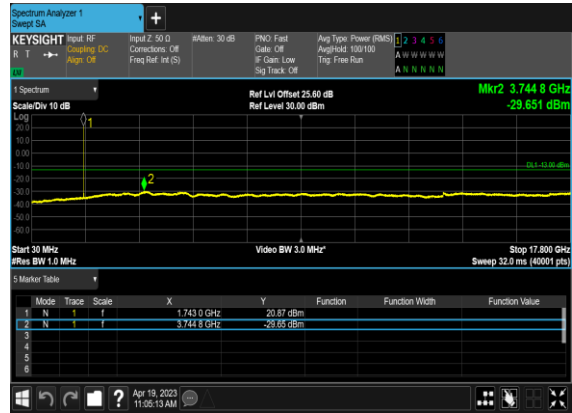 Spectrum Analyzer 1
Swept SA
+
KEYSIGHT Input: RF Input Z: 50 Ω #Atten: 30 dB PNO: Fast Avg Type: Power (RMS) 1 2 3 4 5 6
R T Coupling: DC Corrections: Off Gate: Off Avg|Hold: 100/100 A W W W W W
Align: Off Freq Ref: Int (S) IF Gain: Low Trig: Free Run
Sig Track: Off A N N N N N
1 Spectrum Ref Lvl Offset 25.60 dB Mkr2 3.744 8 GHz
Scale/Div 10 dB Ref Level 30.00 dBm -29.651 dBm
Log
20.0
10.0
0.00
-10.0
-20.0
-30.0
-40.0
-50.0
-60.0
1
2
DL1 -13.00 dBm
Start 30 MHz Video BW 3.0 MHz* Stop 17.800 GHz
#Res BW 1.0 MHz Sweep 32.0 ms (40001 pts)
5 Marker Table
Mode Trace Scale X Y Function Function Width Function Value
1 N 1 f 1.743 0 GHz 20.87 dBm
2 N 1 f 3.744 8 GHz -29.65 dBm
3
4
5
6
? Apr 19, 2023
11:05:13 AM